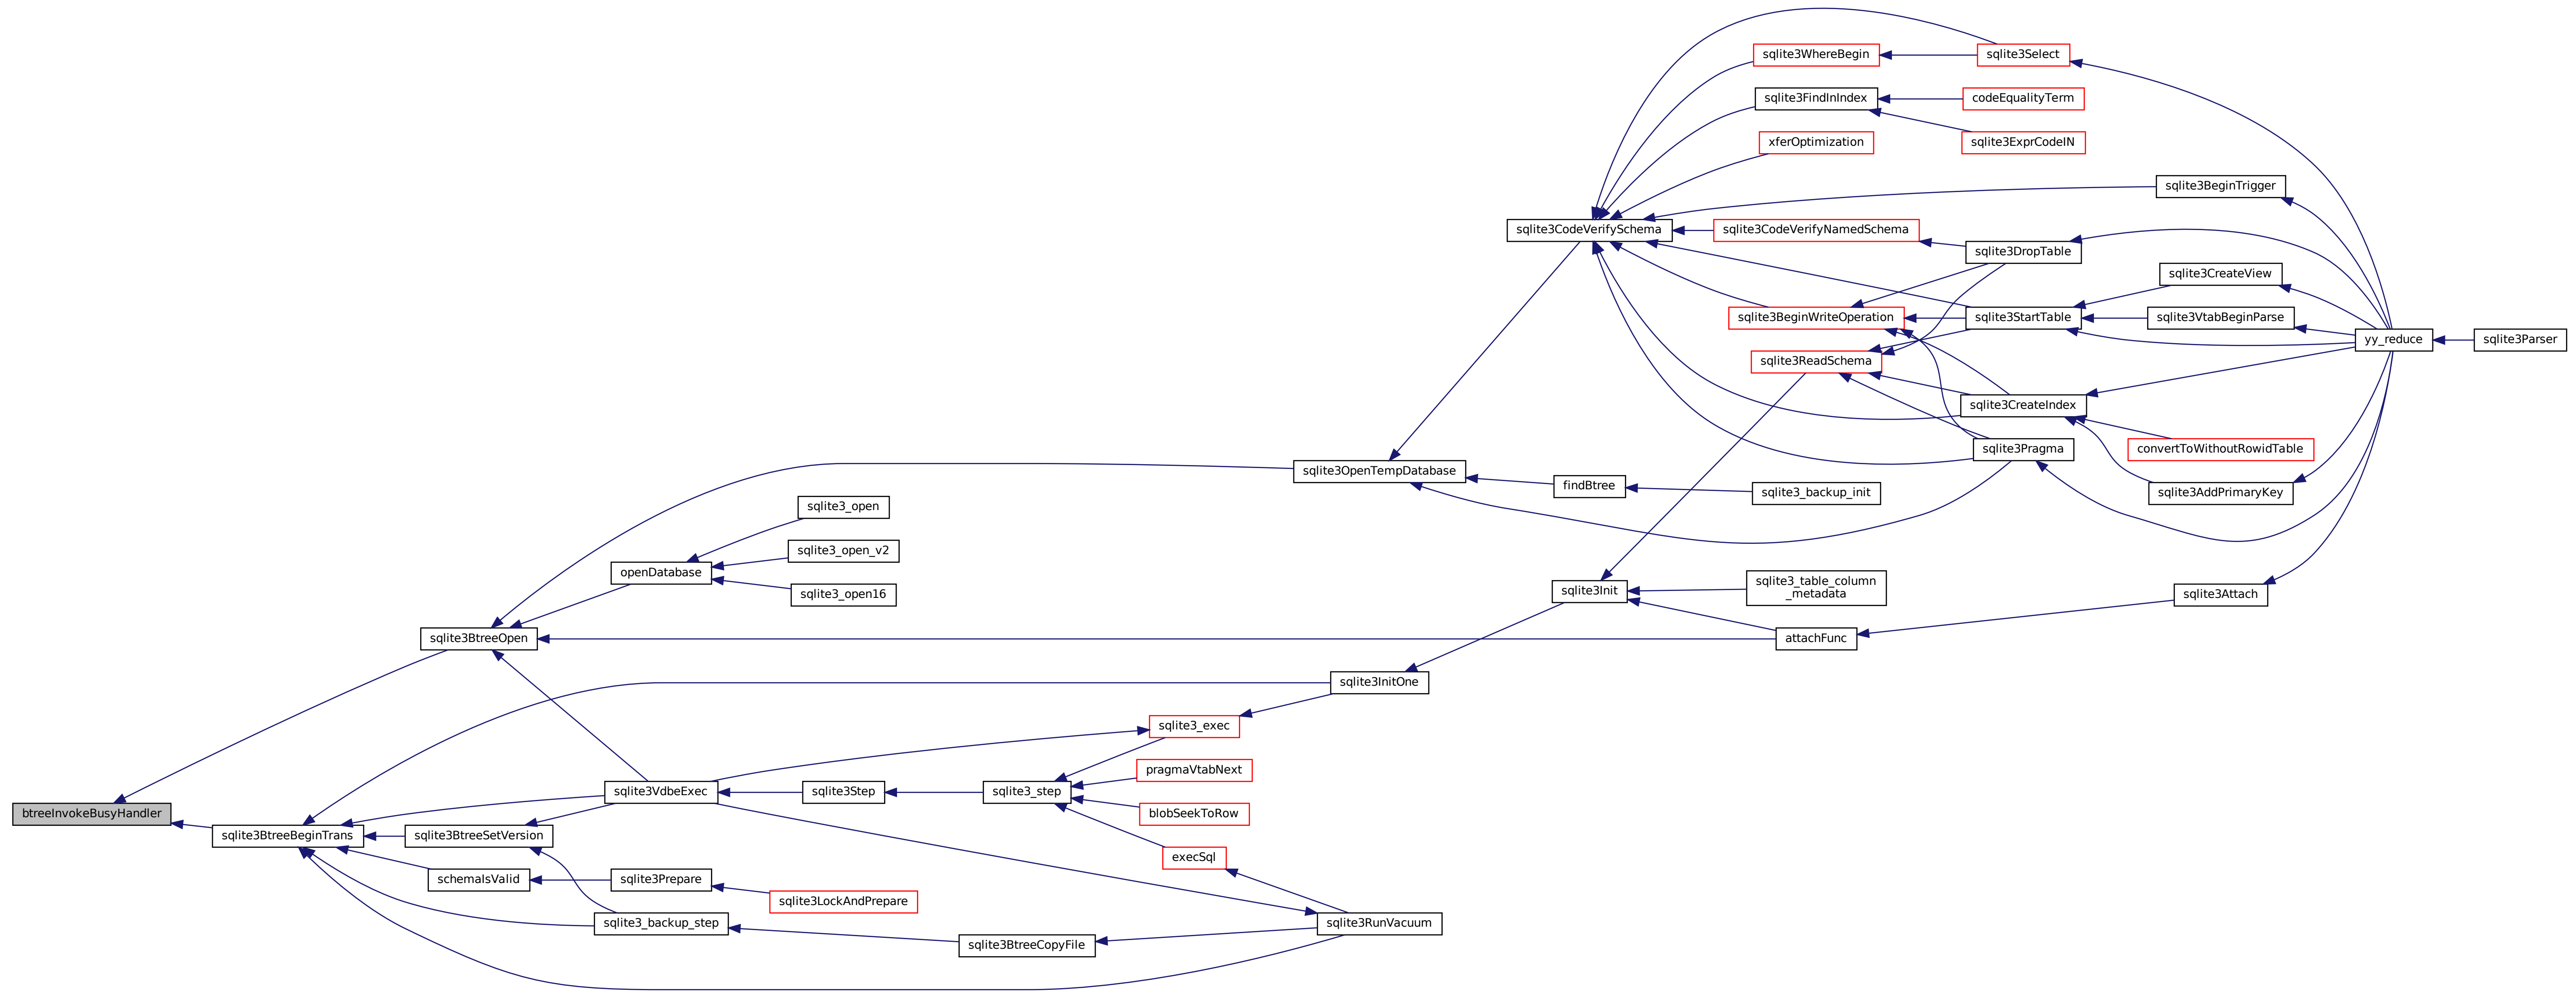 sqlite3WhereBegin
sqlite3Select
sqlite3FindInIndex
codeEqualityTerm
xferOptimization
sqlite3ExprCodeIN
sqlite3BeginTrigger
sqlite3CodeVerifySchema
sqlite3CodeVerifyNamedSchema
sqlite3DropTable
sqlite3CreateView
sqlite3BeginWriteOperation
sqlite3StartTable
sqlite3VtabBeginParse
yy_reduce
sqlite3Parser
sqlite3ReadSchema
sqlite3CreateIndex
sqlite3Pragma
convertToWithoutRowidTable
sqlite3OpenTempDatabase
findBtree
sqlite3_backup_init
sqlite3AddPrimaryKey
sqlite3_open
sqlite3_open_v2
openDatabase
sqlite3_open16
sqlite3Init
sqlite3_table_column
_metadata
sqlite3Attach
sqlite3BtreeOpen
attachFunc
sqlite3InitOne
sqlite3_exec
pragmaVtabNext
sqlite3VdbeExec
sqlite3Step
sqlite3_step
btreeInvokeBusyHandler
blobSeekToRow
sqlite3BtreeBeginTrans
sqlite3BtreeSetVersion
execSql
schemaIsValid
sqlite3Prepare
sqlite3LockAndPrepare
sqlite3_backup_step
sqlite3RunVacuum
sqlite3BtreeCopyFile